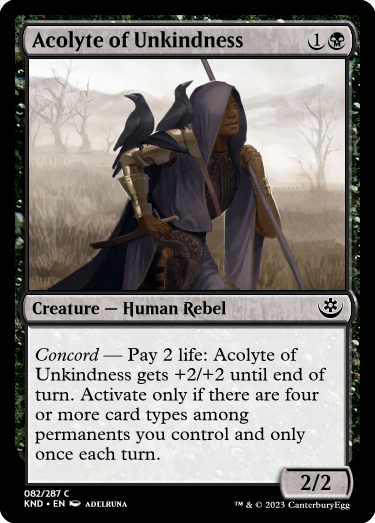 Acolyte of Unkindness 1
Creature — Human Rebel
Concord — Pay 2 life: Acolyte of
Unkindness gets +2/+2 until end of
turn. Activate only if there are four
or more card types among
permanents you control and only
once each turn.
2/2
082/287 C
KND • EN ADELRUNA
™ & © 2023 CanterburyEgg